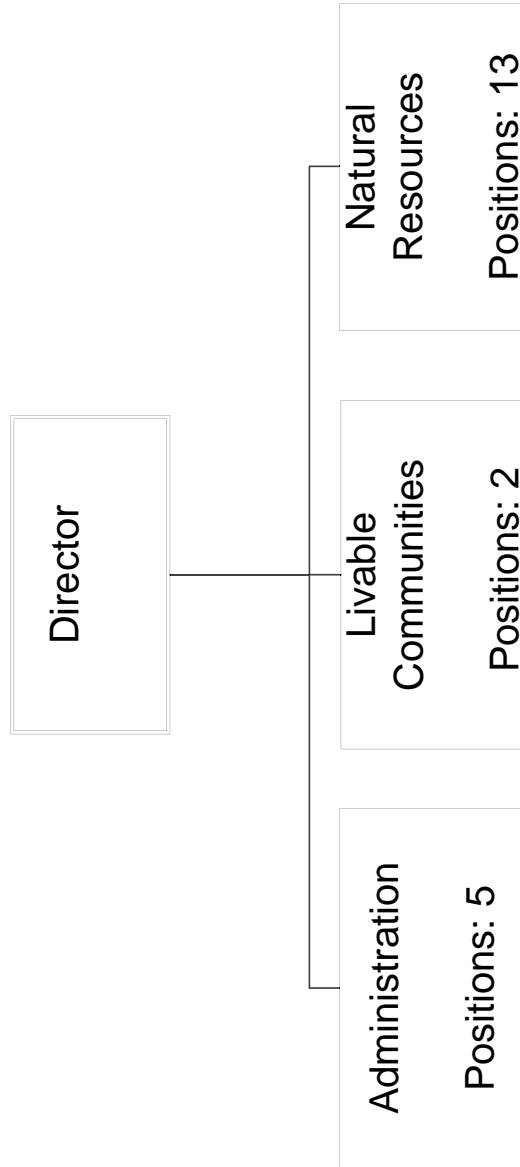 Director
Administration
Positions: 5
Livable
Communities
Positions: 2
Natural
Resources
Positions: 13